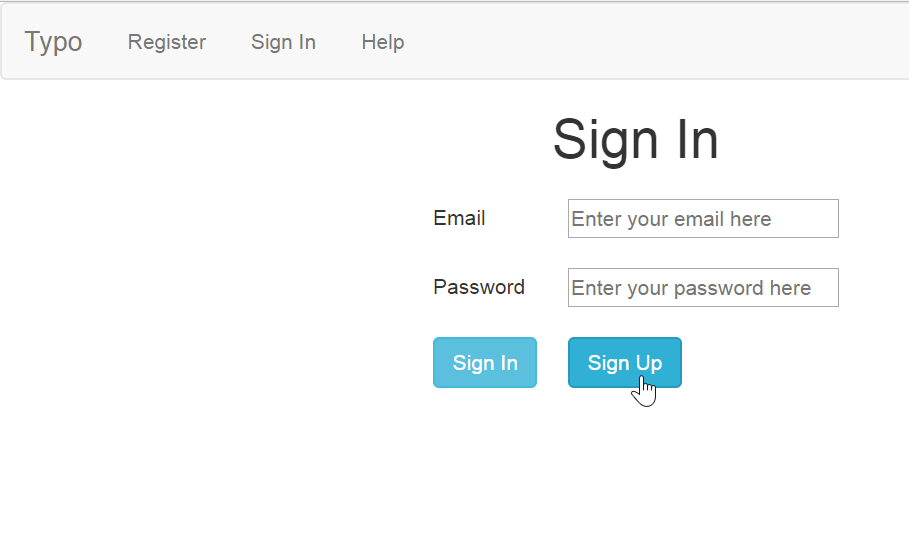 Typo Register Sign In Help
Sign In
Email Enter your email here
Password Enter your password here
Sign In Sign Up